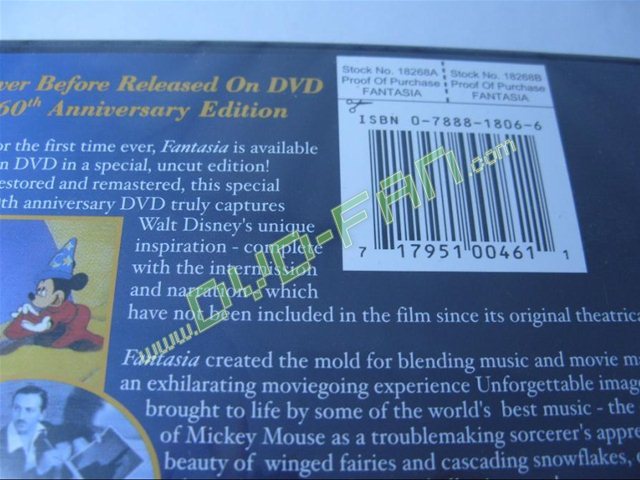 Stock No. 18268A
Proof Of Purchase
FANTASIA
Stock No. 18268B
Proof Of Purchase
FANTASIA
ISBN 0-7888-1806-6
7 17951 00461 1
ver Before Released On DVD
60th Anniversary Edition
or the first time ever, Fantasia is available
n DVD in a special, uncut edition!
estored and remastered, this special
0th anniversary DVD truly captures
Walt Disney's unique
inspiration - complete
with the intermission
and narration - which
have not been included in the film since its original theatrica
Fantasia created the mold for blending music and movie m
an exhilarating moviegoing experience Unforgettable imag
brought to life by some of the world's best music - the
of Mickey Mouse as a troublemaking sorcerer's appre
beauty of winged fairies and cascading snowflakes,
www.DVD-FAN.com